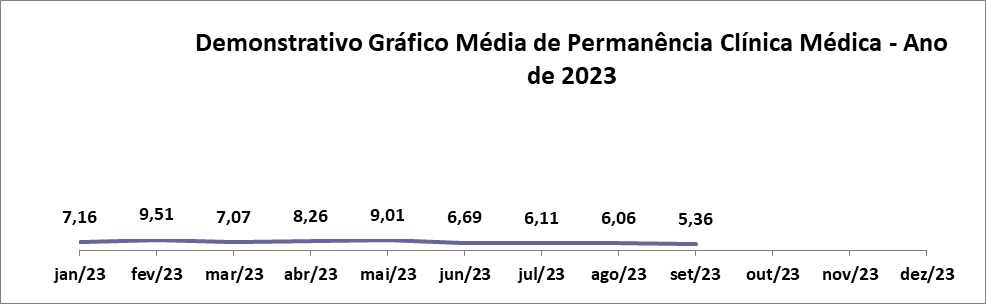 Demonstrativo Gráfico Média de Permanência Clínica Médica - Ano
de 2023
7,16 9,51 7,07 8,26 9,01 6,69 6,11 6,06 5,36
jan/23 fev/23 mar/23 abr/23 mai/23 jun/23 jul/23 ago/23 set/23 out/23 nov/23 dez/23